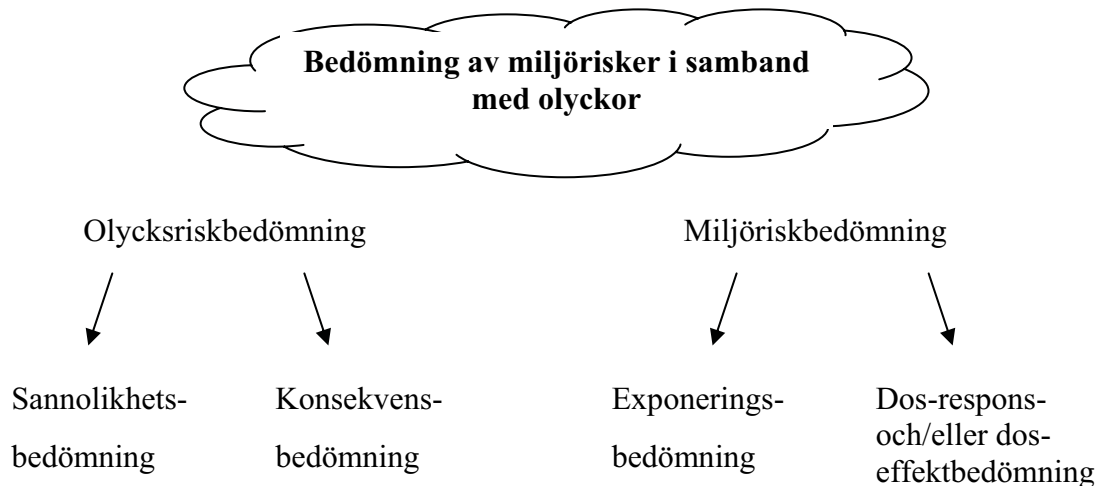 Bedömning av miljörisker i samband
med olyckor
Olycksriskbedömning
Miljöriskbedömning
Sannolikhets-
bedömning
Konsekvens-
bedömning
Exponerings-
bedömning
Dos-respons-
och/eller dos-
effektbedömning